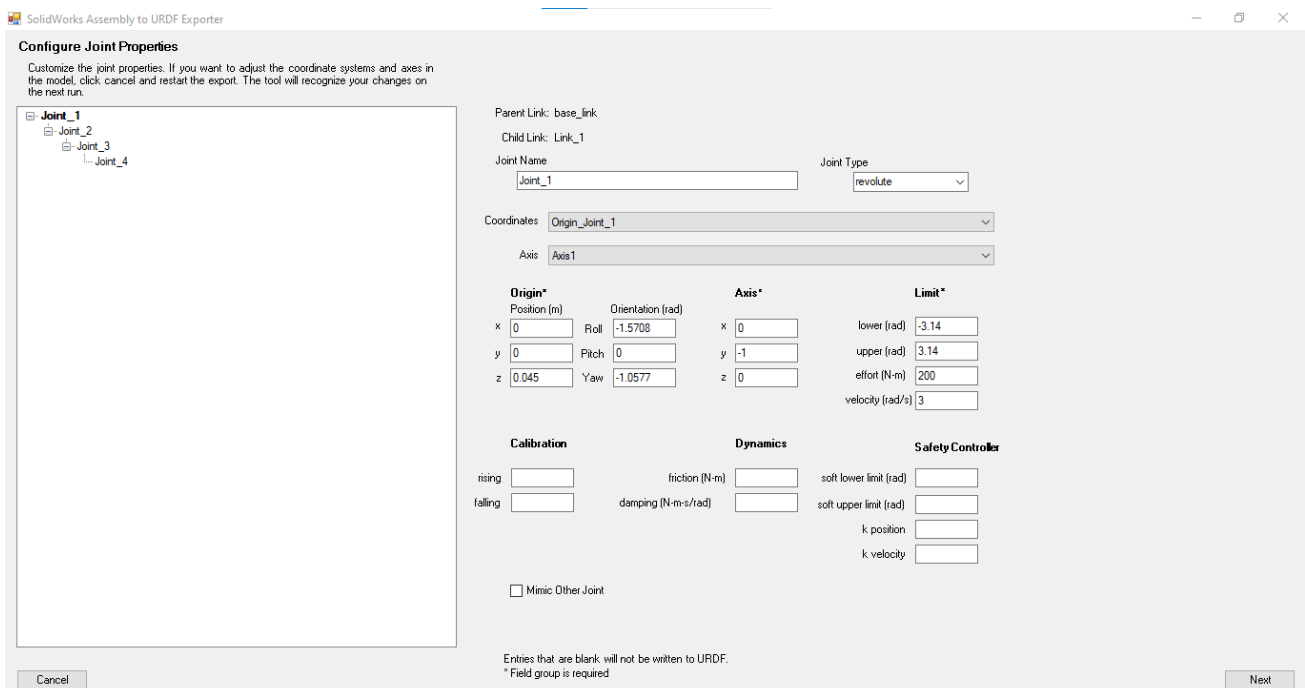 SolidWorks Assembly to URDF Exporter
Configure Joint Properties
Customize the joint properties. If you want to adjust the coordinate systems and axes in
the model, click cancel and restart the export. The tool will recognize your changes on
the next run.
Joint_1
Joint_2
Joint_3
Joint_4
Parent Link: base_link
Child Link: Link_1
Joint Name
Joint Type
Joint_1
revolute
Coordinates Origin_Joint_1
Axis Axis1
Origin* Axis* Limit*
Position (m) Orientation (rad)
x 0 Roll -1.5708 x 0 lower (rad) -3.14
y 0 Pitch 0 y -1 upper (rad) 3.14
z 0.045 Yaw -1.0577 z 0 effort (N-m) 200
velocity (rad/s) 3
Calibration Dynamics Safety Controller
rising friction (N-m) soft lower limit (rad)
falling damping (N-m-s/rad) soft upper limit (rad)
k position
k velocity
Mimic Other Joint
Entries that are blank will not be written to URDF.
* Field group is required
Cancel Next